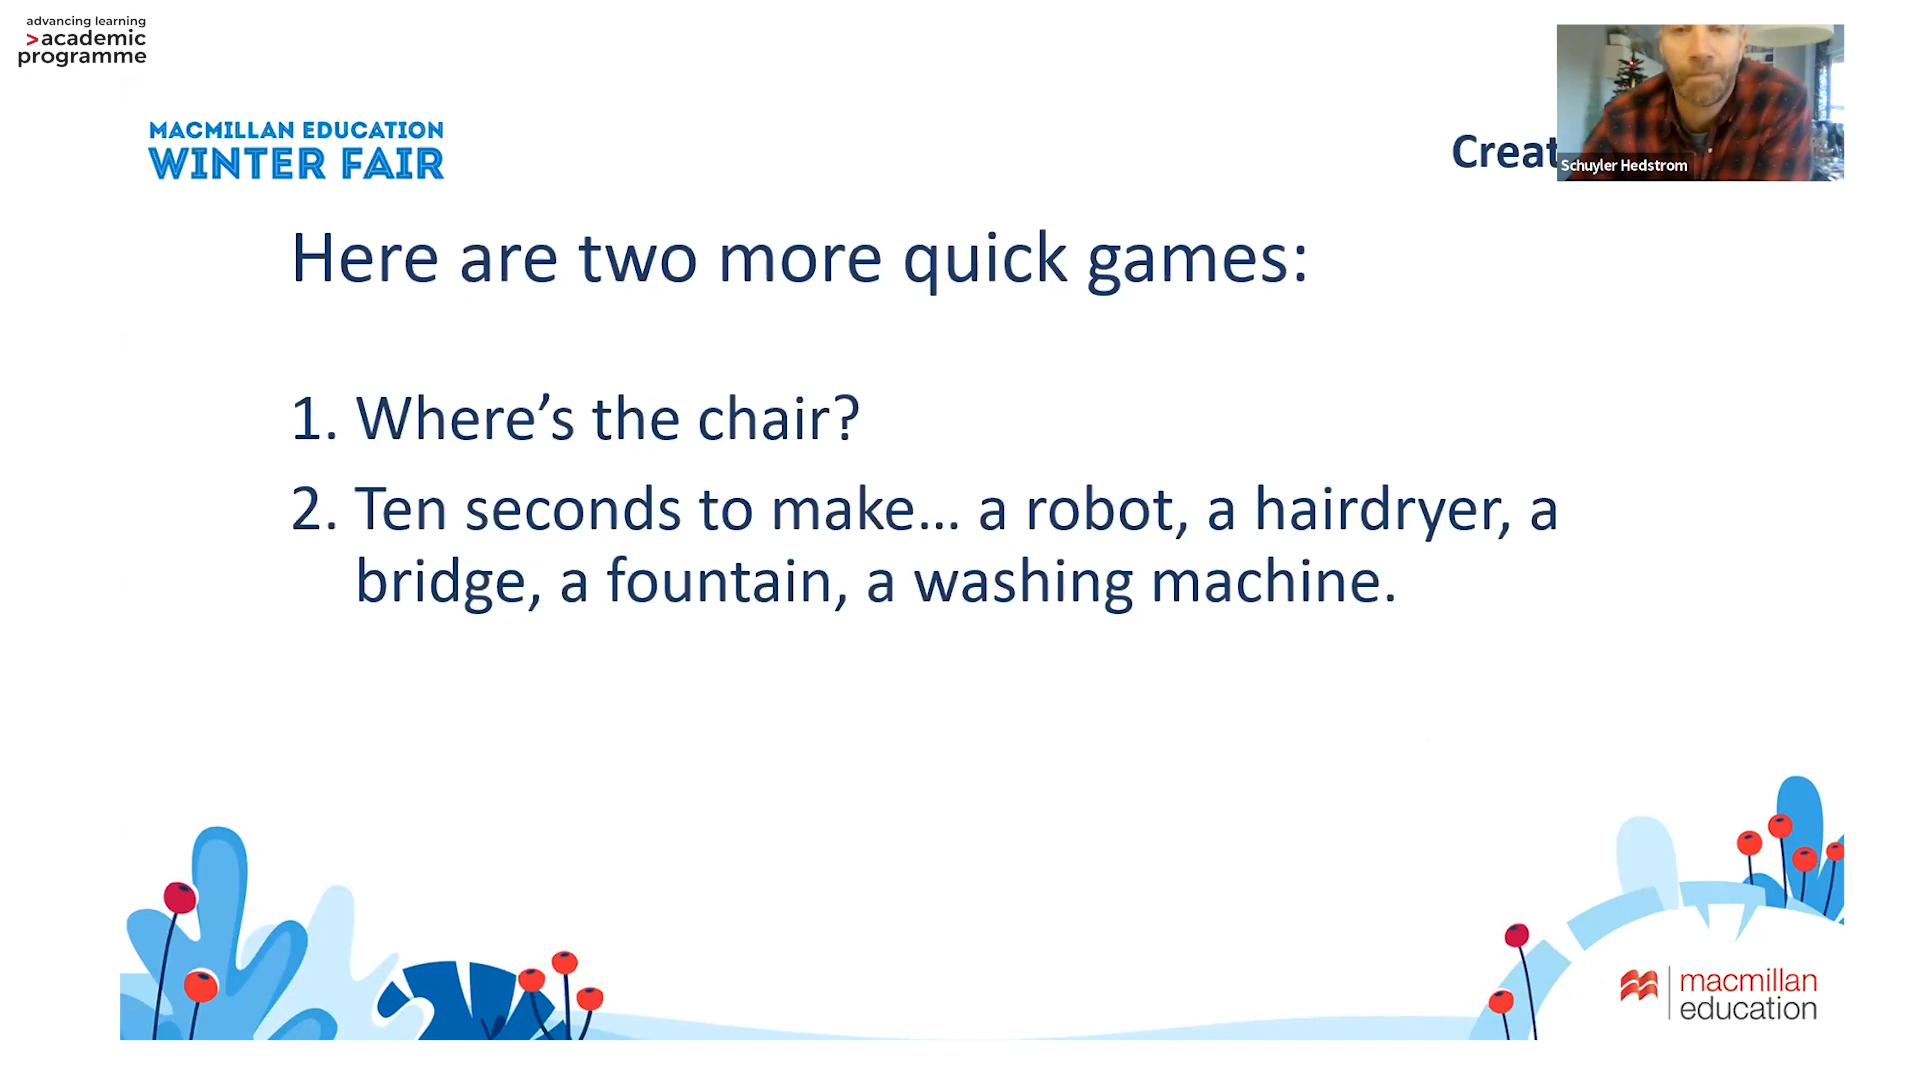 advancing learning
>academic
programme
MACMILLAN EDUCATION
WINTER FAIR
Schuyler Hedstrom
Here are two more quick games:
1. Where’s the chair?
2. Ten seconds to make... a robot, a hairdryer, a
bridge, a fountain, a washing machine.
macmillan
education